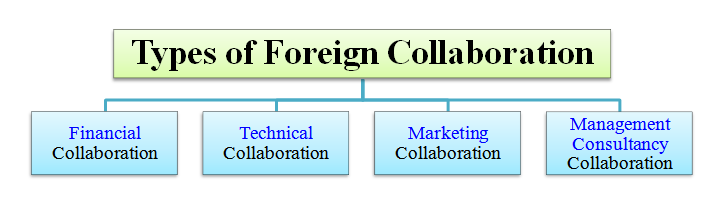 Types of Foreign Collaboration
Financial
Collaboration
Technical
Collaboration
Marketing
Collaboration
Management
Consultancy
Collaboration